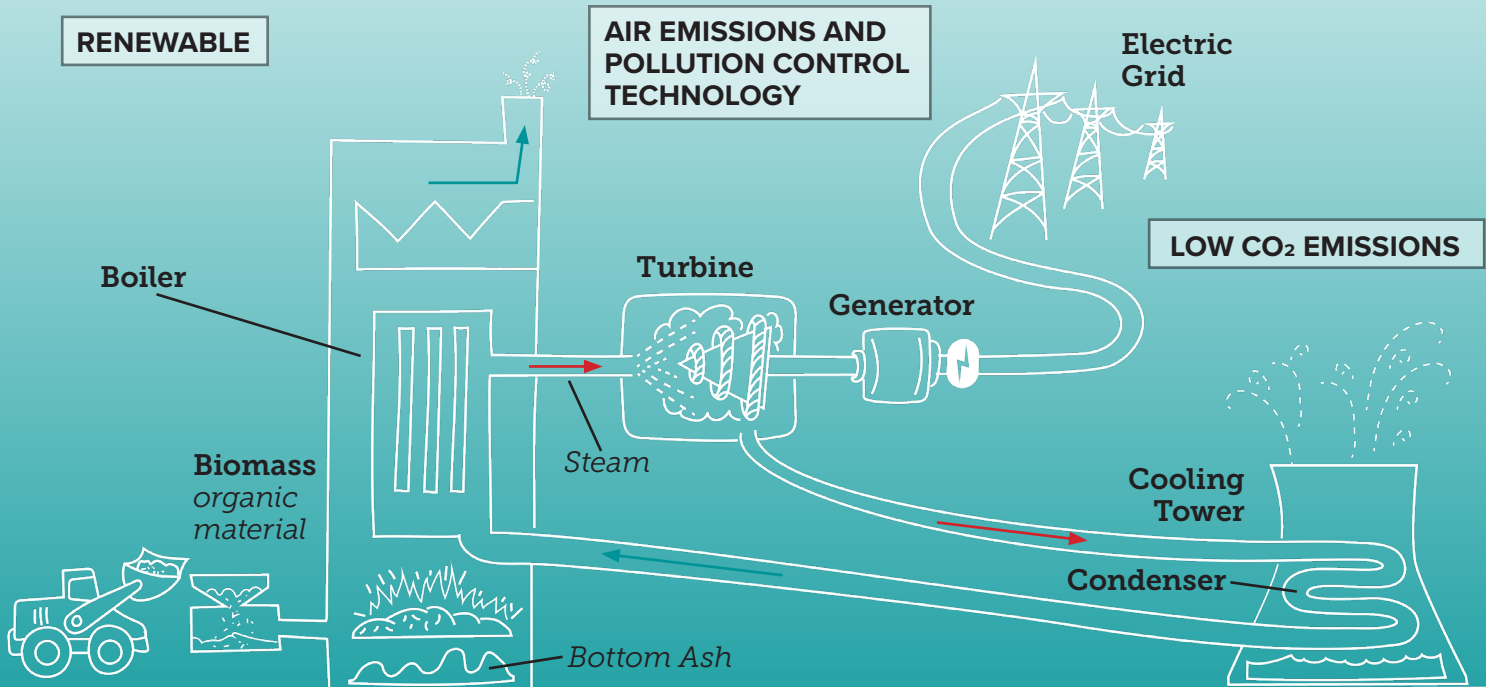 RENEWABLE
AIR EMISSIONS AND
POLLUTION CONTROL
TECHNOLOGY
Electric
Grid
LOW CO₂ EMISSIONS
Boiler
Turbine
Generator
Steam
Biomass
organic
material
Cooling
Tower
Condenser
Bottom Ash